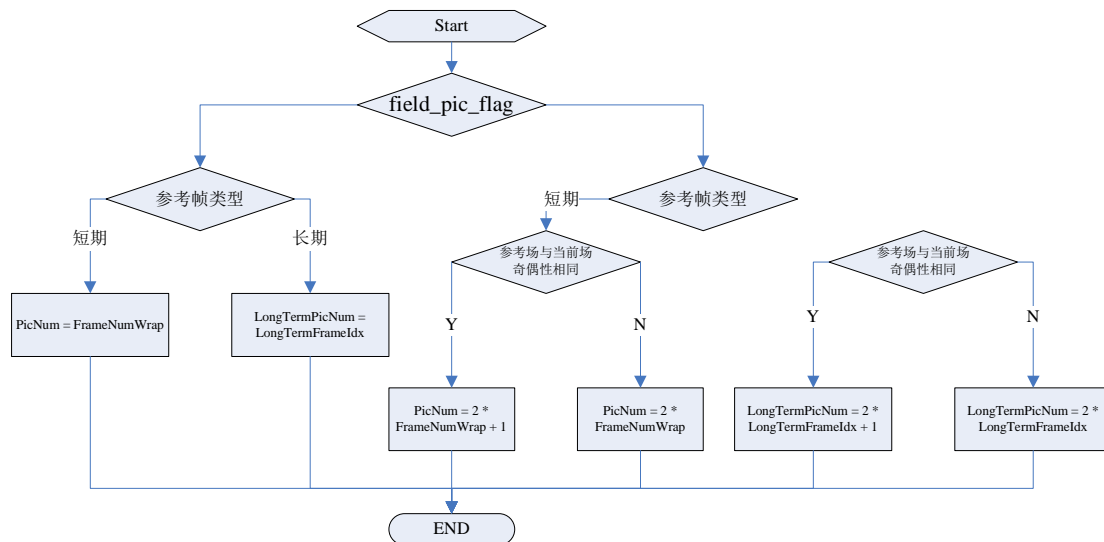 Start
field_pic_flag
参考帧类型
参考帧类型
短期
长期
短期
参考场与当前场
奇偶性相同
参考场与当前场
奇偶性相同
PicNum = FrameNumWrap
LongTermPicNum =
LongTermFrameIdx
Y
N
Y
N
PicNum = 2 *
FrameNumWrap + 1
PicNum = 2 *
FrameNumWrap
LongTermPicNum = 2 *
LongTermFrameIdx + 1
LongTermPicNum = 2 *
LongTermFrameIdx
END